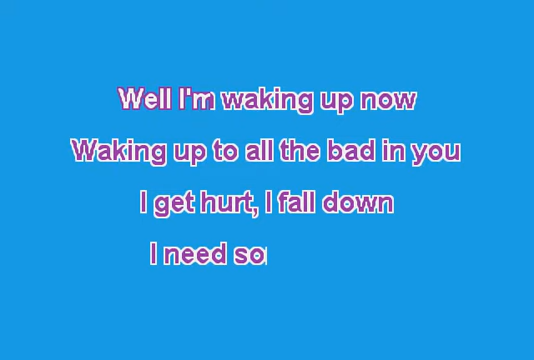 Well I'm waking up now
Waking up to all the bad in you
I get hurt, I fall down
I need so